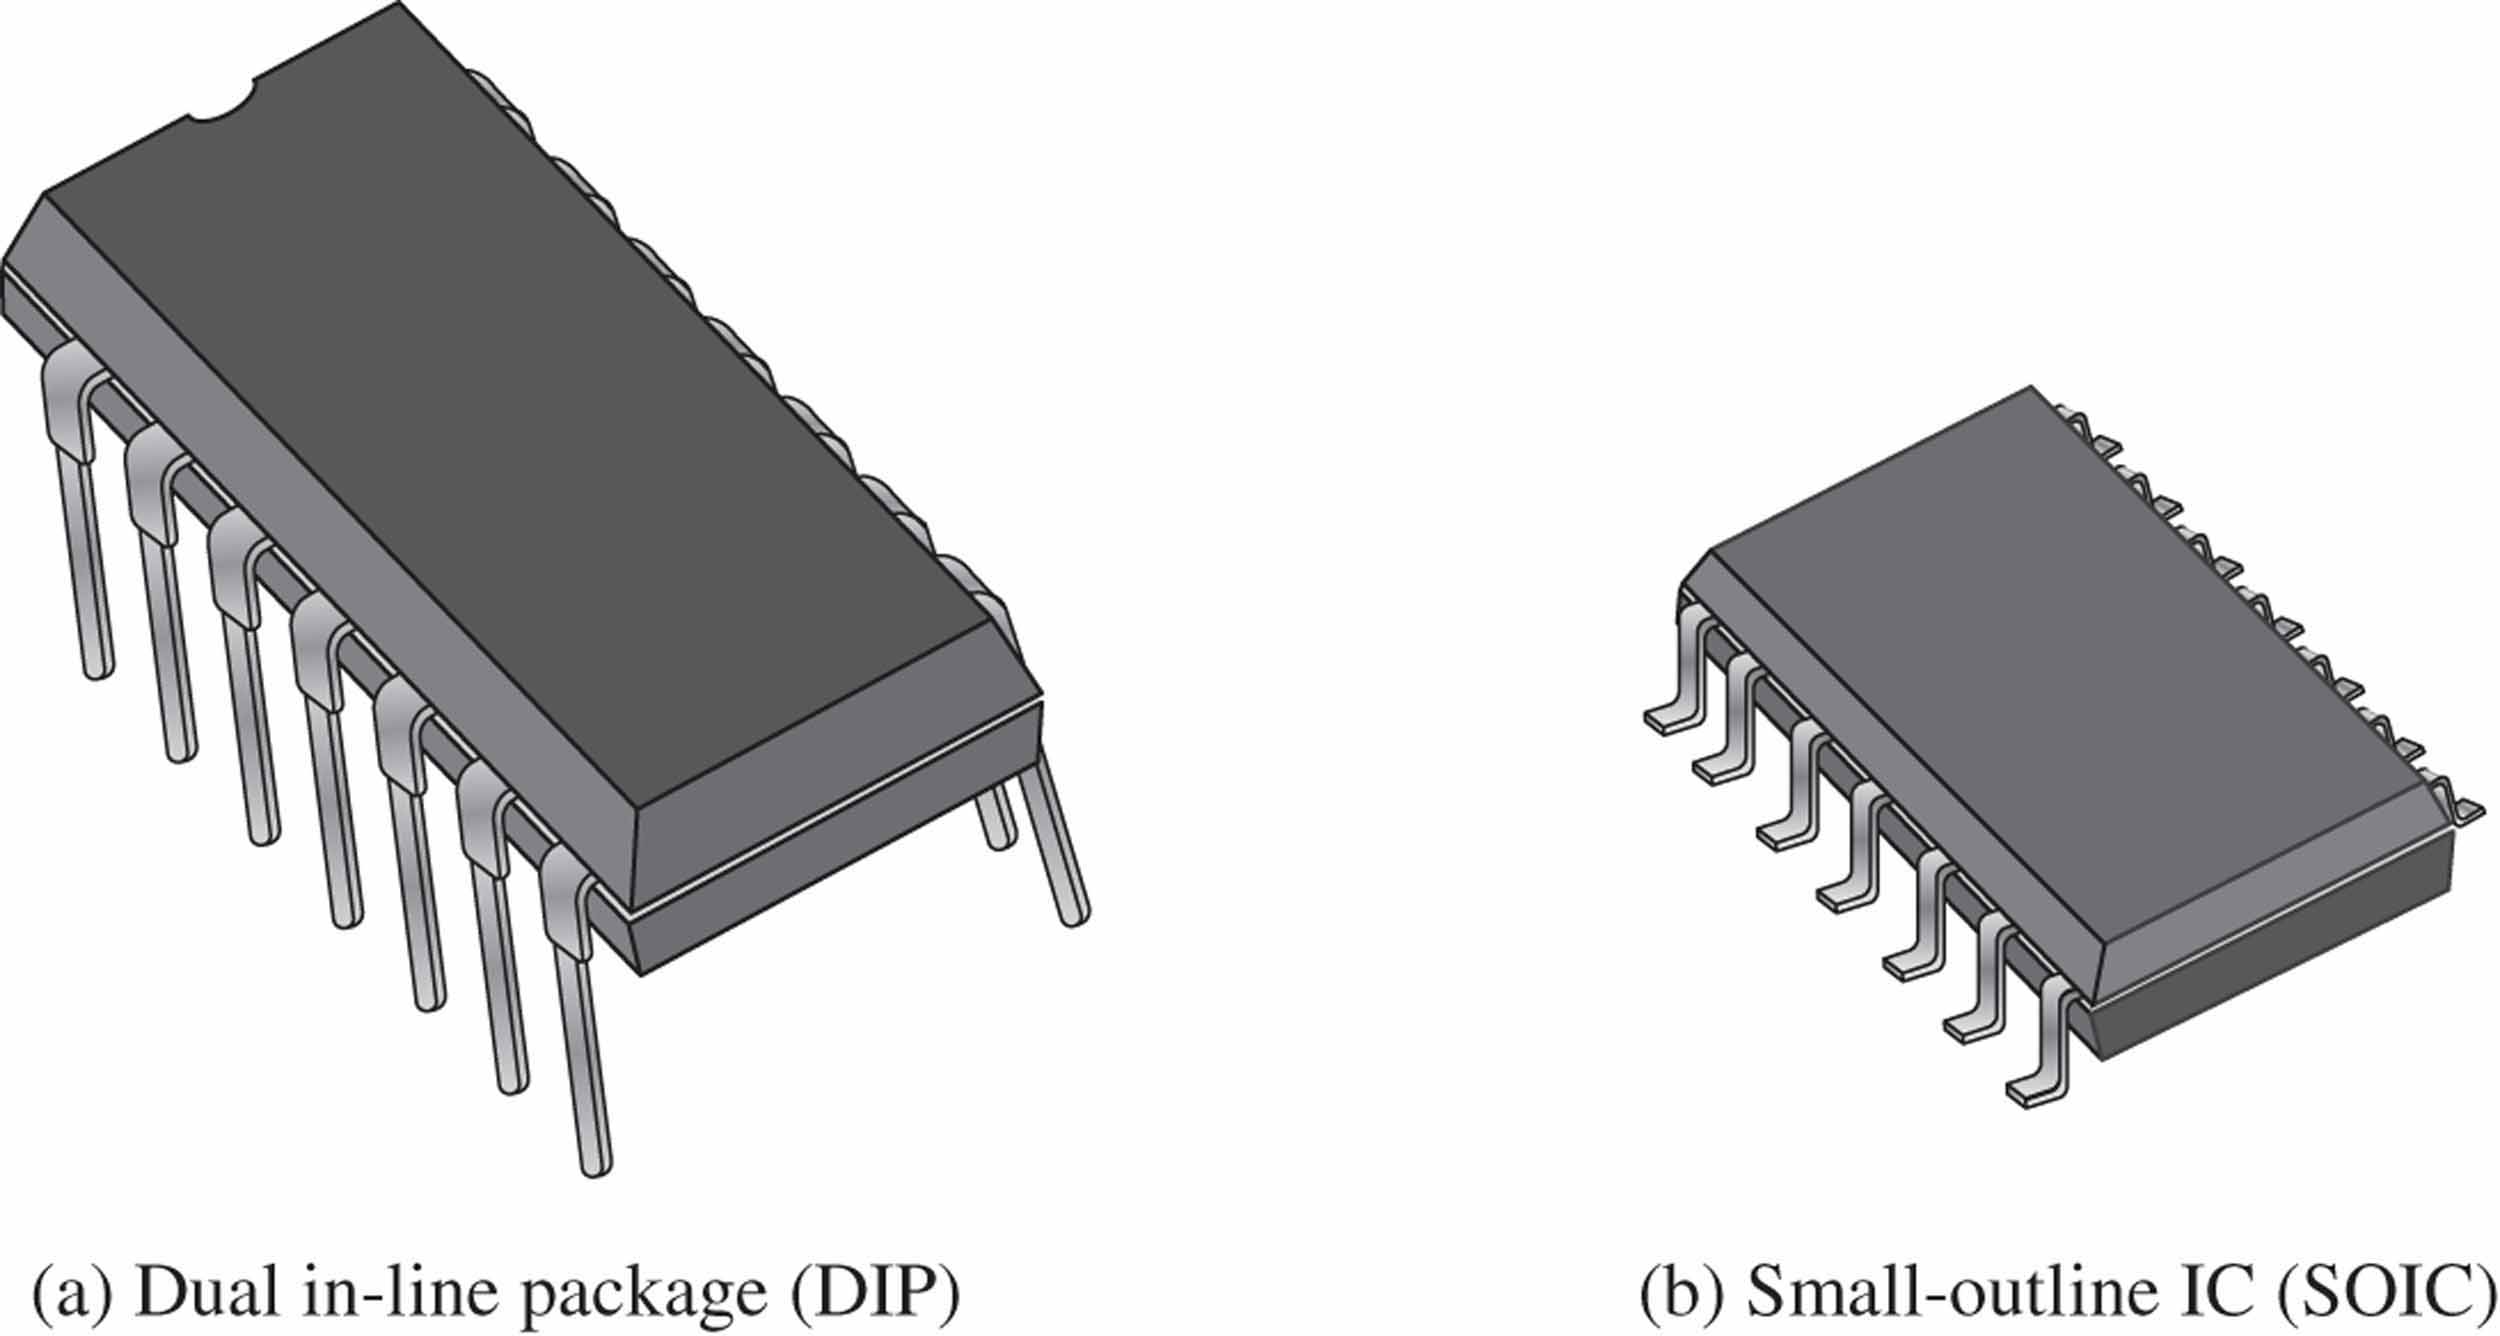 (a) Dual in-line package (DIP)
(b) Small-outline IC (SOIC)